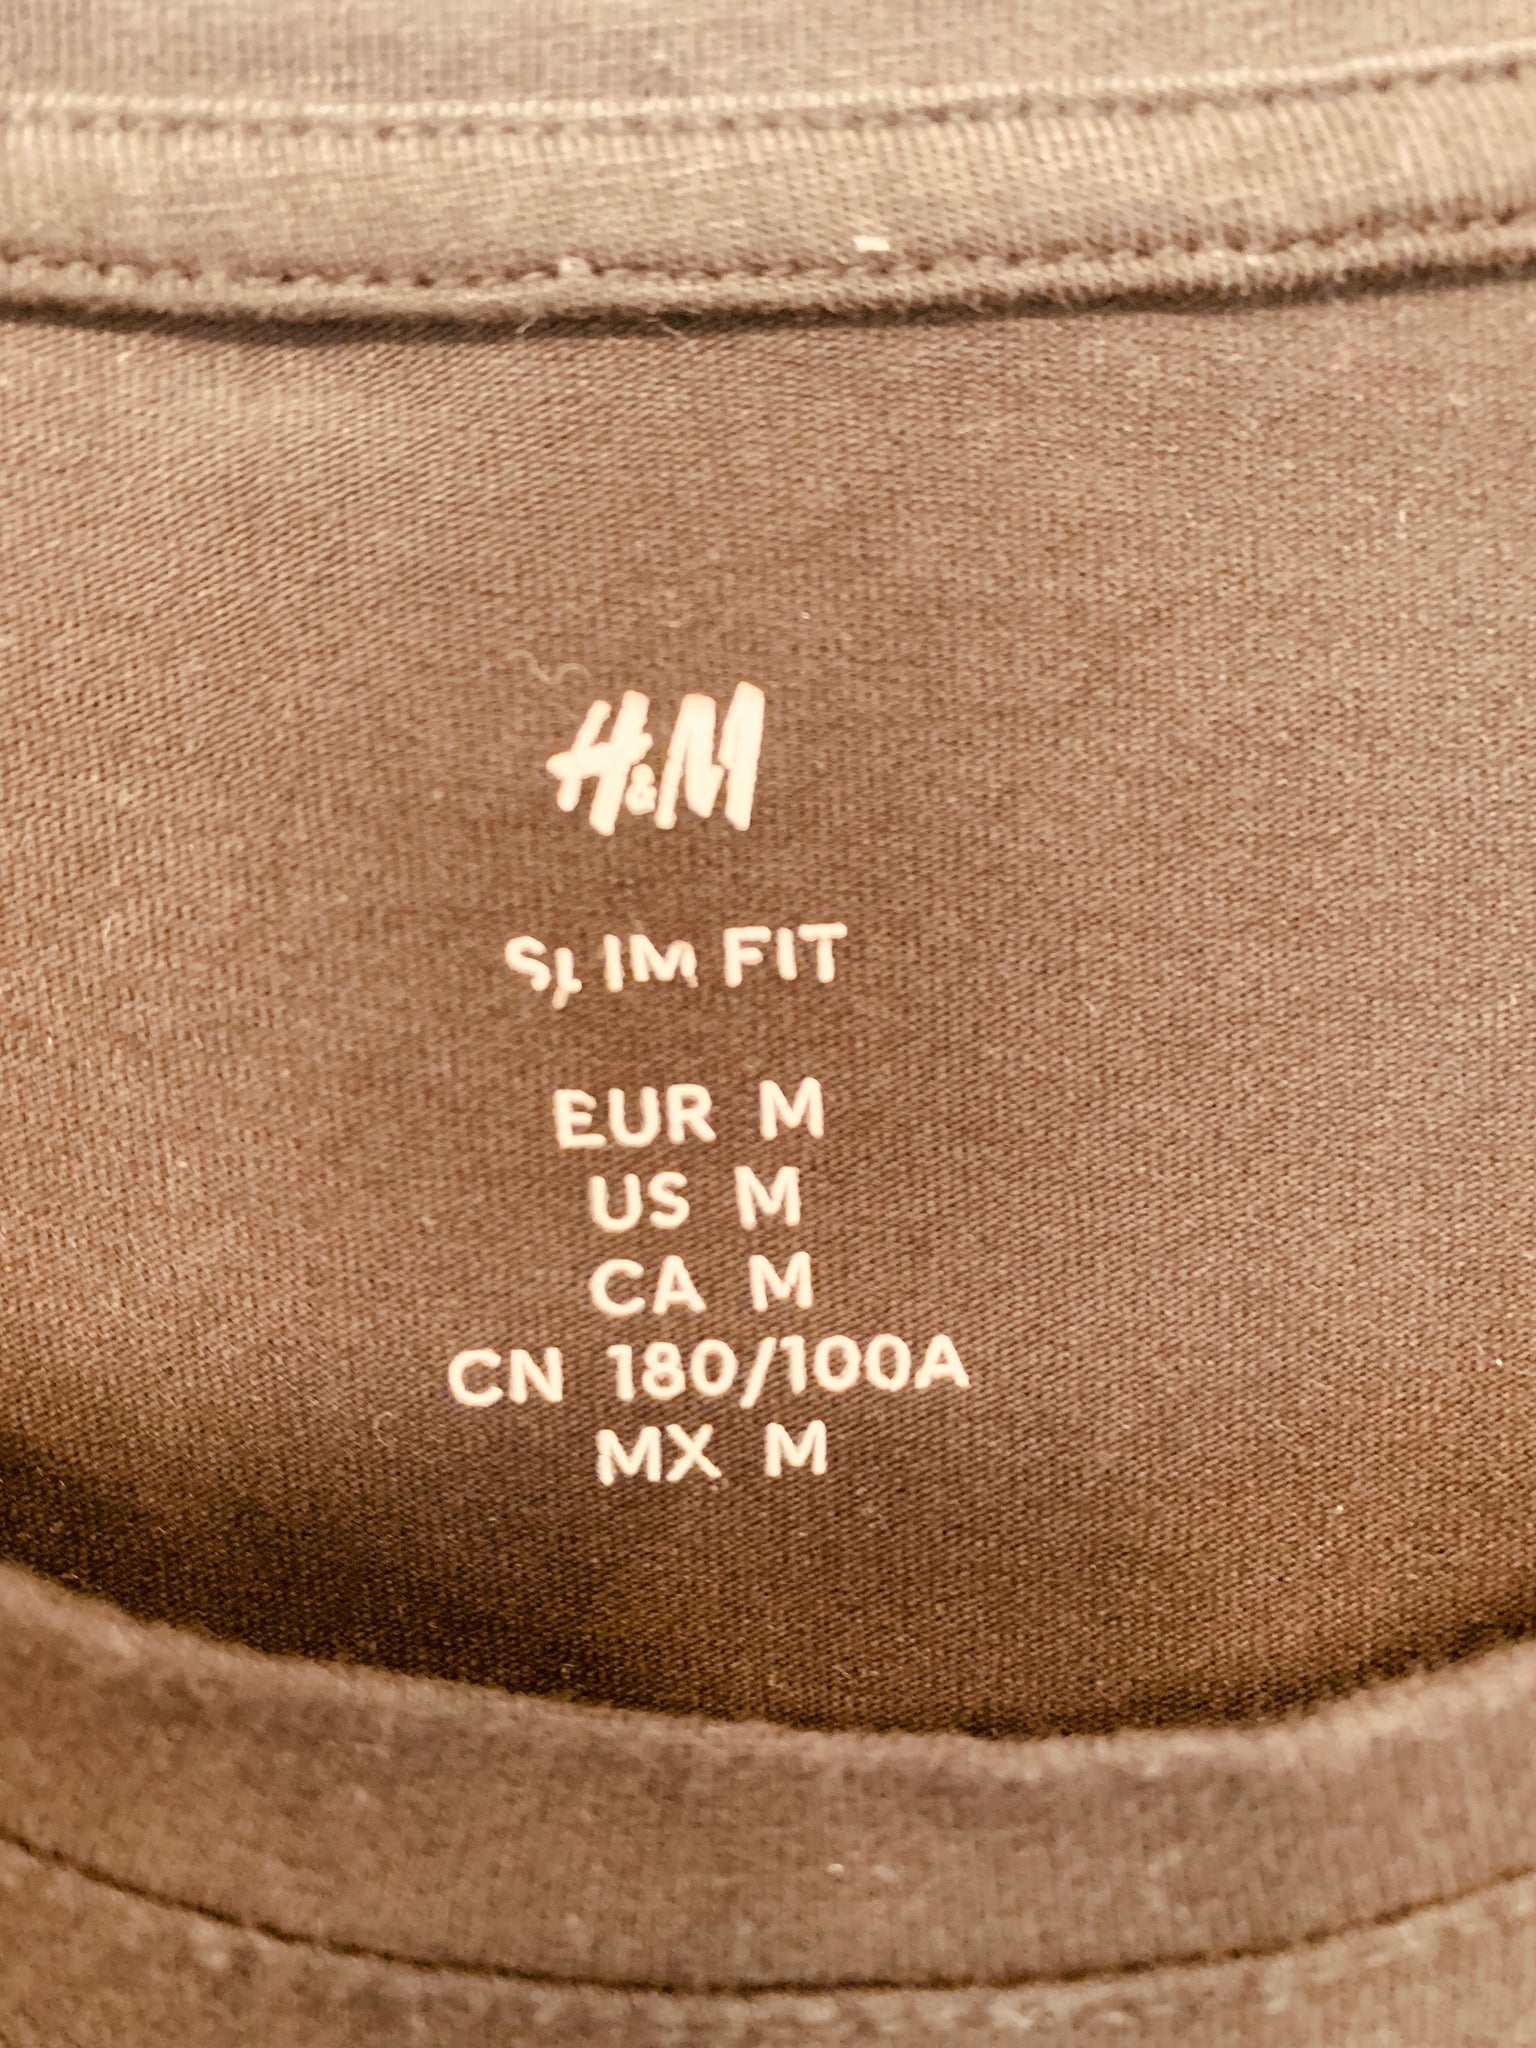 H&M
SLIM FIT
EUR M
US M
CA M
CN 180/100A
MX M